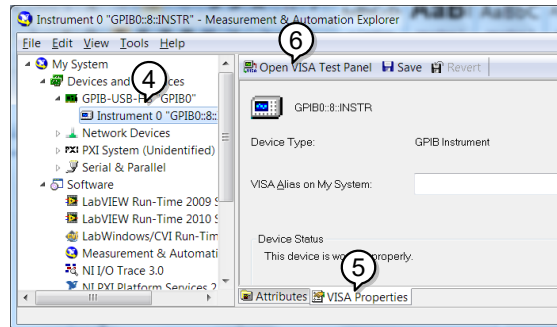 Instrument 0 "GPIB0::8::INSTR" - Measurement & Automation Explorer
File Edit View Tools Help
6
My System
4
Devices and
GPIB-USB-HS "GPIB0"
Instrument 0 "GPIB0::8::
Network Devices
PXI PXI System (Unidentified)
Serial & Parallel
Software
LabVIEW Run-Time 2009 S
LabVIEW Run-Time 2010 S
LabWindows/CVI Run-Tim
Measurement & Automati
NI I/O Trace 3.0
NI PXI Platform Services 2
Open VISA Test Panel Save Revert
GPIB0::8::INSTR
Device Type: GPIB Instrument
VISA Alias on My System:
Device Status
This device is properly.
5
Attributes VISA Properties